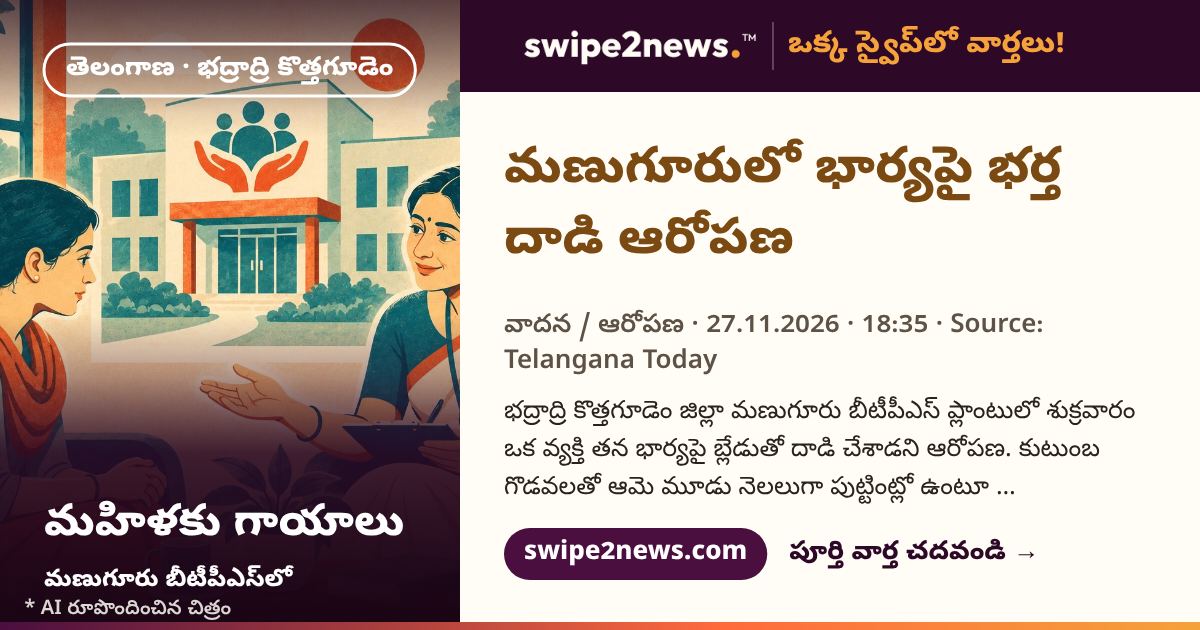 తెలంగాణ · భద్రాద్రి కొత్తగూడెం
మహిళకు గాయాలు
మణుగూరు బీటీపీఎస్‌లో
* AI రూపొందించిన చిత్రం
swipe2news.™ | ఒక్క స్వైప్‌లో వార్తలు!
మణుగూరులో భార్యపై భర్త
దాడి ఆరోపణ
వాదన / ఆరోపణ · 27.11.2026 · 18:35 · Source:
Telangana Today
భద్రాద్రి కొత్తగూడెం జిల్లా మణుగూరు బీటీపీఎస్ ప్లాంటులో శుక్రవారం
ఒక వ్యక్తి తన భార్యపై బ్లేడుతో దాడి చేశాడని ఆరోపణ. కుటుంబ
గొడవలతో ఆమె మూడు నెలలుగా పుట్టింట్లో ఉంటూ ...
swipe2news.com పూర్తి వార్త చదవండి →